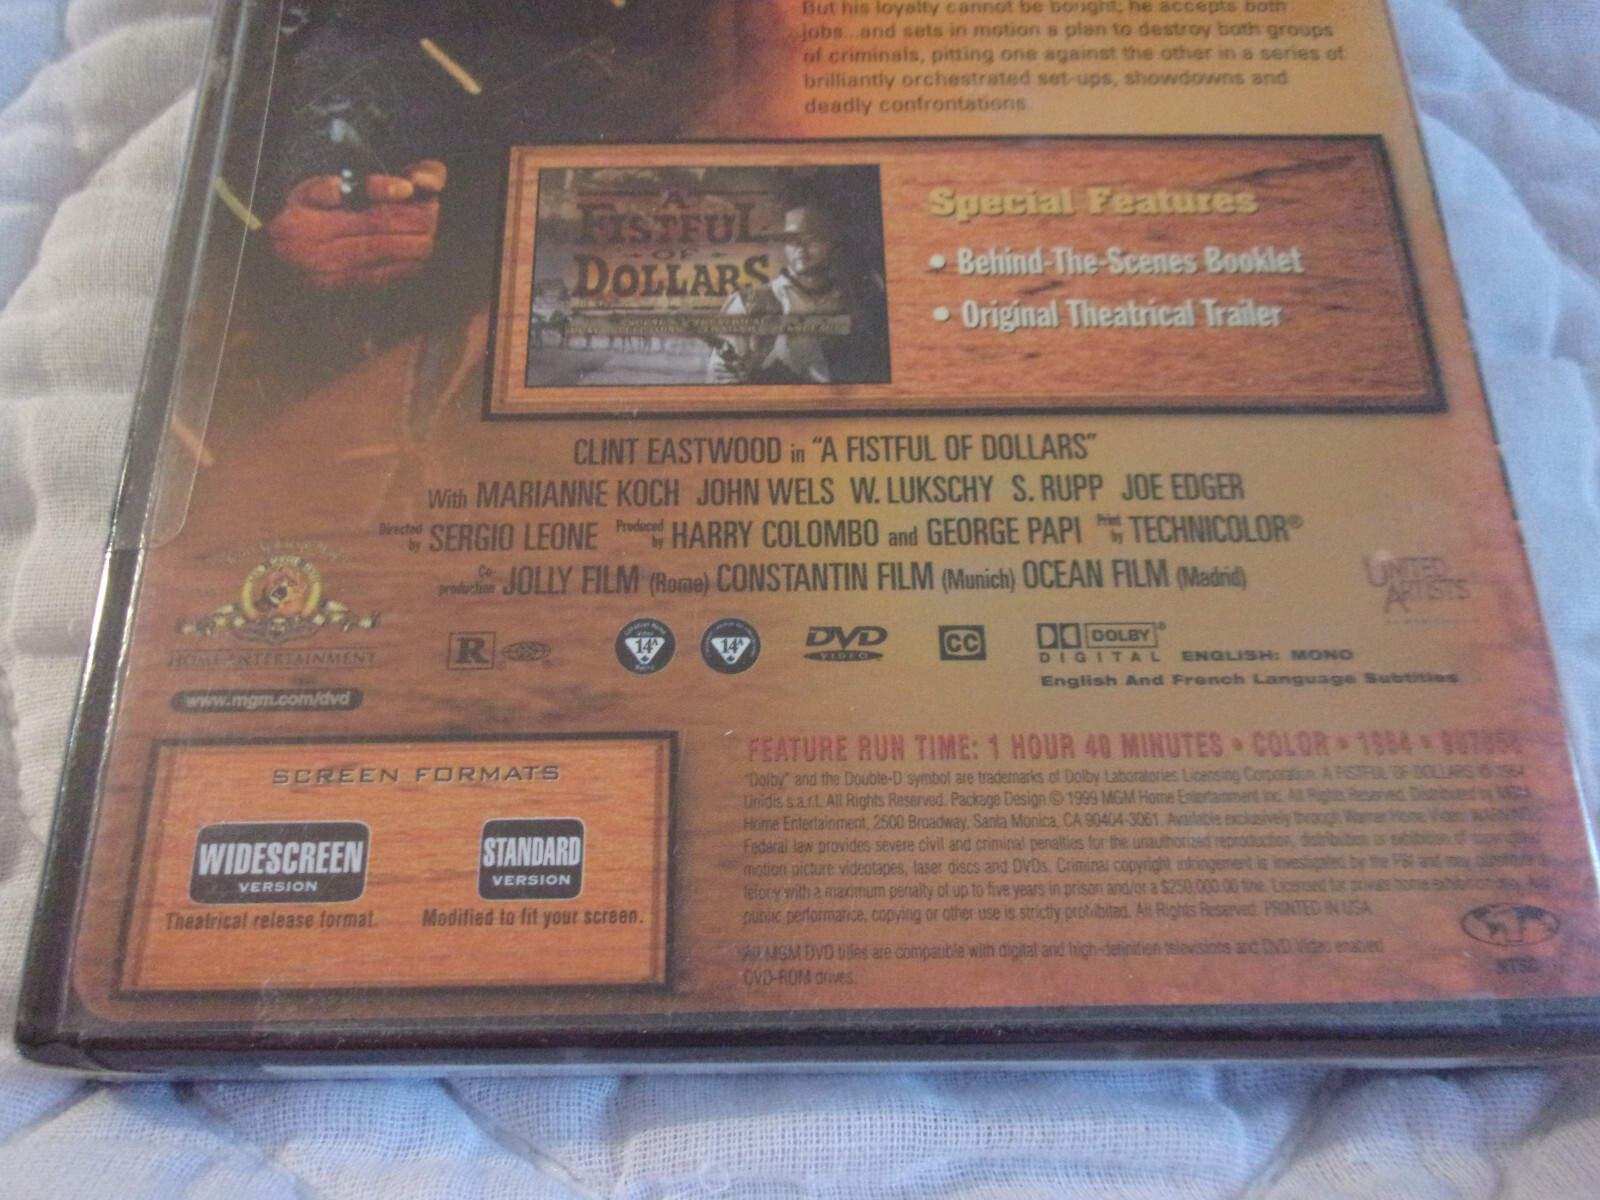 But his loyalty cannot be bought, he accepts both
jobs...and sets in motion a plan to destroy both groups
of criminals, pitting one against the other in a series of
brilliantly orchestrated set-ups, showdowns and
deadly confrontations.
A
FISTFUL
OF
DOLLARS
Special Features
• Behind-The-Scenes Booklet
• Original Theatrical Trailer
CLINT EASTWOOD in "A FISTFUL OF DOLLARS"
With MARIANNE KOCH JOHN WELS W. LUKSCHY S. RUPP JOE EDGER
Directed by SERGIO LEONE Produced by HARRY COLOMBO and GEORGE PAPI Print by TECHNICOLOR®
Co-production JOLLY FILM (Rome) CONSTANTIN FILM (Munich) OCEAN FILM (Madrid)
UNITED
ARTISTS
HOME ENTERTAINMENT
www.mgm.com/dvd
R
14A
14A
DVD
VIDEO
CC
DOLBY®
DIGITAL ENGLISH: MONO
English And French Language Subtitles
SCREEN FORMATS
WIDESCREEN
VERSION
Theatrical release format.
STANDARD
VERSION
Modified to fit your screen.
FEATURE RUN TIME: 1 HOUR 40 MINUTES • COLOR • 1964 •
"Dolby" and the Double-D symbol are trademarks of Dolby Laboratories Licensing Corporation. A FISTFUL OF DOLLARS © 1964
Unidis s.a.r.l. All Rights Reserved. Package Design © 1999 MGM Home Entertainment Inc. All Rights Reserved. Distributed by MGM
Home Entertainment, 2500 Broadway, Santa Monica, CA 90404-3061. Available exclusively through Warner Home Video. WARNING:
Federal law provides severe civil and criminal penalties for the unauthorized reproduction, distribution or exhibition of copyrighted
motion picture videotapes, laser discs and DVDs. Criminal copyright infringement is investigated by the FBI and may constitute a
felony with a maximum penalty of up to five years in prison and/or a $250,000.00 fine. Licensed for private home exhibition only. Any
public performance, copying or other use is strictly prohibited. All Rights Reserved. PRINTED IN USA
All MGM DVD titles are compatible with digital and high-definition televisions and DVD Video enabled
DVD-ROM drives.
NTSC